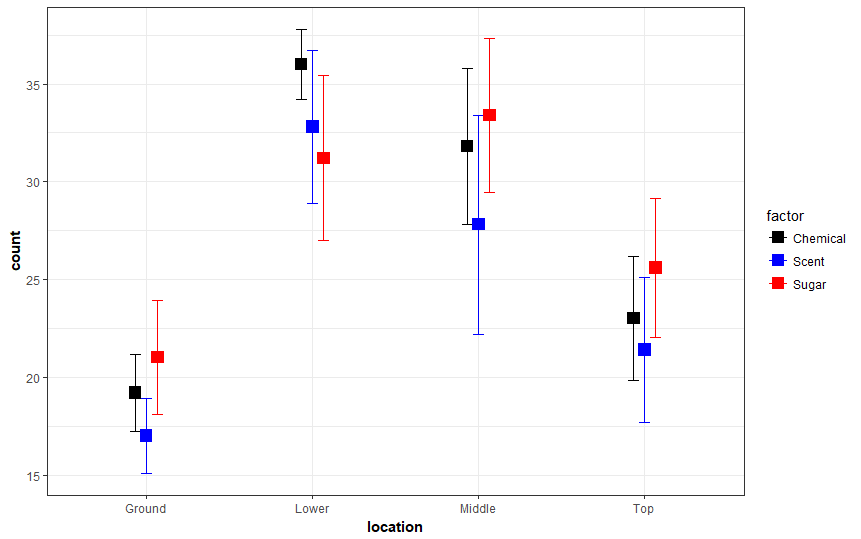 35
30
25
20
15
count
Ground Lower Middle Top
location
factor
Chemical
Scent
Sugar